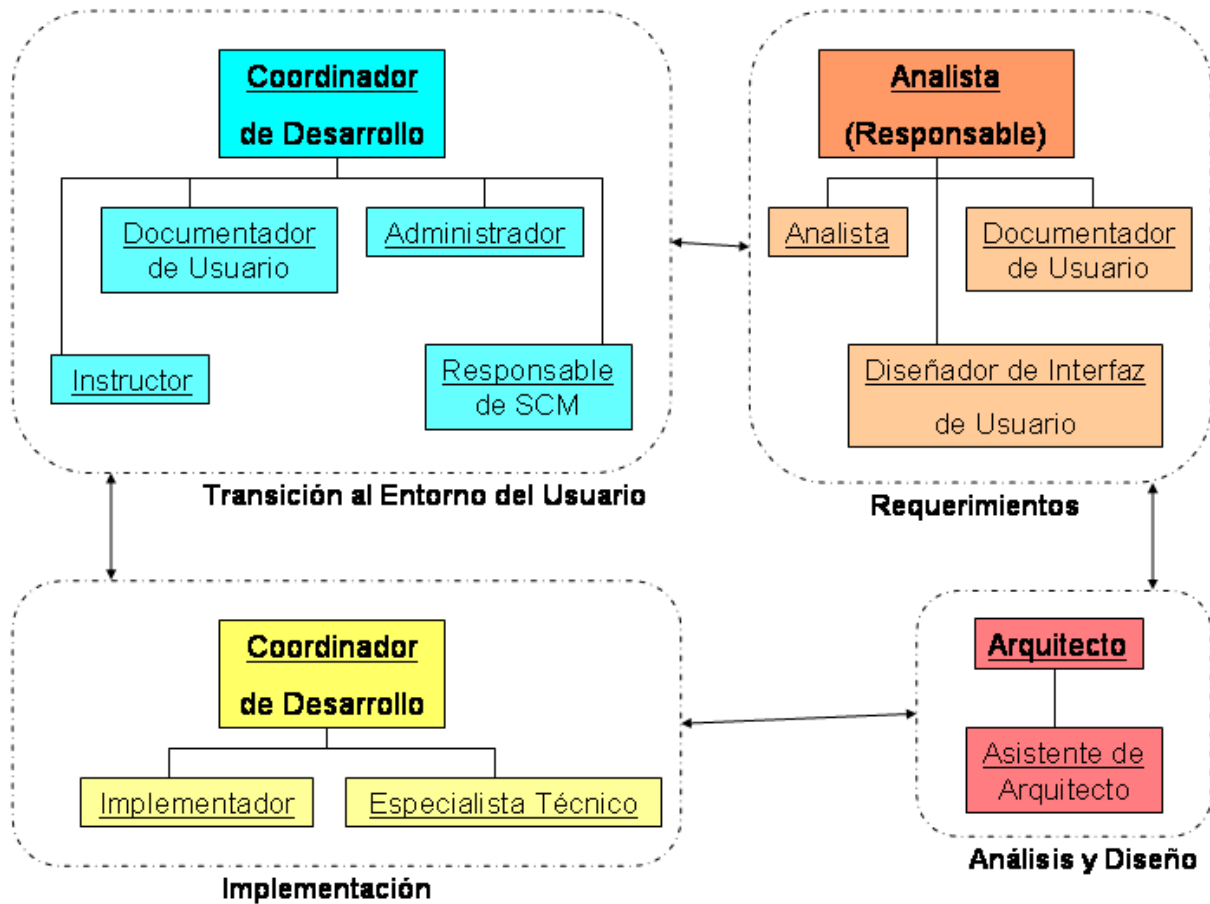 Coordinador
de Desarrollo
Documentador
de Usuario
Administrador
Instructor
Responsable
de SCM
Transición al Entorno del Usuario
Analista
(Responsable)
Analista
Documentador
de Usuario
Diseñador de Interfaz
de Usuario
Requerimientos
Coordinador
de Desarrollo
Implementador
Especialista Técnico
Implementación
Arquitecto
Asistente de
Arquitecto
Análisis y Diseño